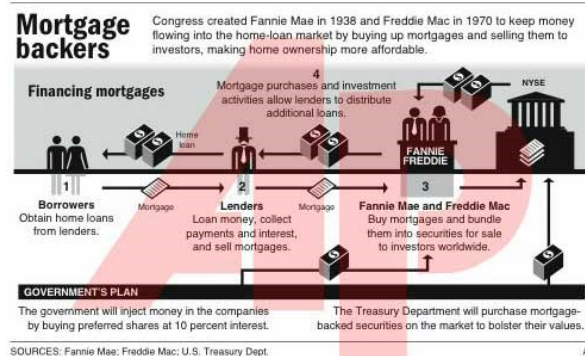 Mortgage
backers
Congress created Fannie Mae in 1938 and Freddie Mac in 1970 to keep money
flowing into the home-loan market by buying up mortgages and selling them to
investors, making home ownership more affordable.
Financing mortgages
4
Mortgage purchases and investment
activities allow lenders to distribute
additional loans.
NYSE
Home
loan
FANNIE
FREDDIE
1
2
3
Borrowers
Obtain home loans
from lenders.
Mortgage
Lenders
Loan money, collect
payments and interest,
and sell mortgages.
Mortgage
Fannie Mae and Freddie Mac
Buy mortgages and bundle
them into securities for sale
to investors worldwide.
GOVERNMENT'S PLAN
The government will inject money in the companies
by buying preferred shares at 10 percent interest.
The Treasury Department will purchase mortgage-
backed securities on the market to bolster their values.
SOURCES: Fannie Mae; Freddie Mac; U.S. Treasury Dept.
AP